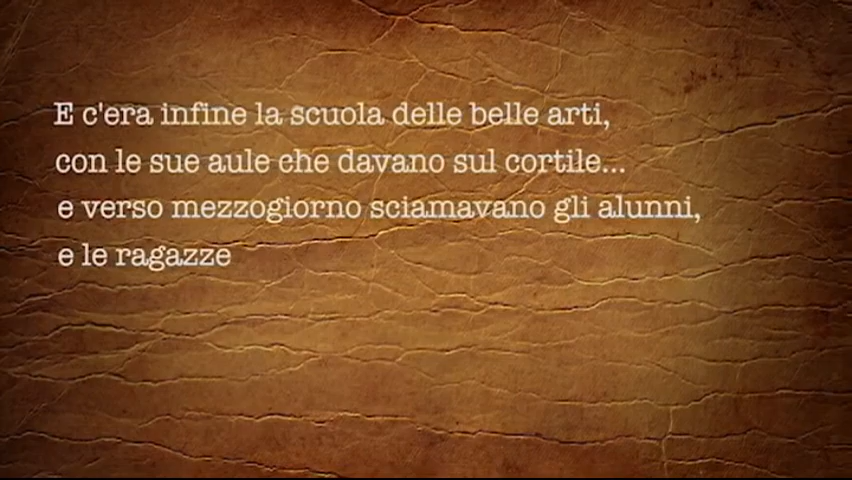 E c'era infine la scuola delle belle arti,
con le sue aule che davano sul cortile...
e verso mezzogiorno sciamavano gli alunni,
e le ragazze